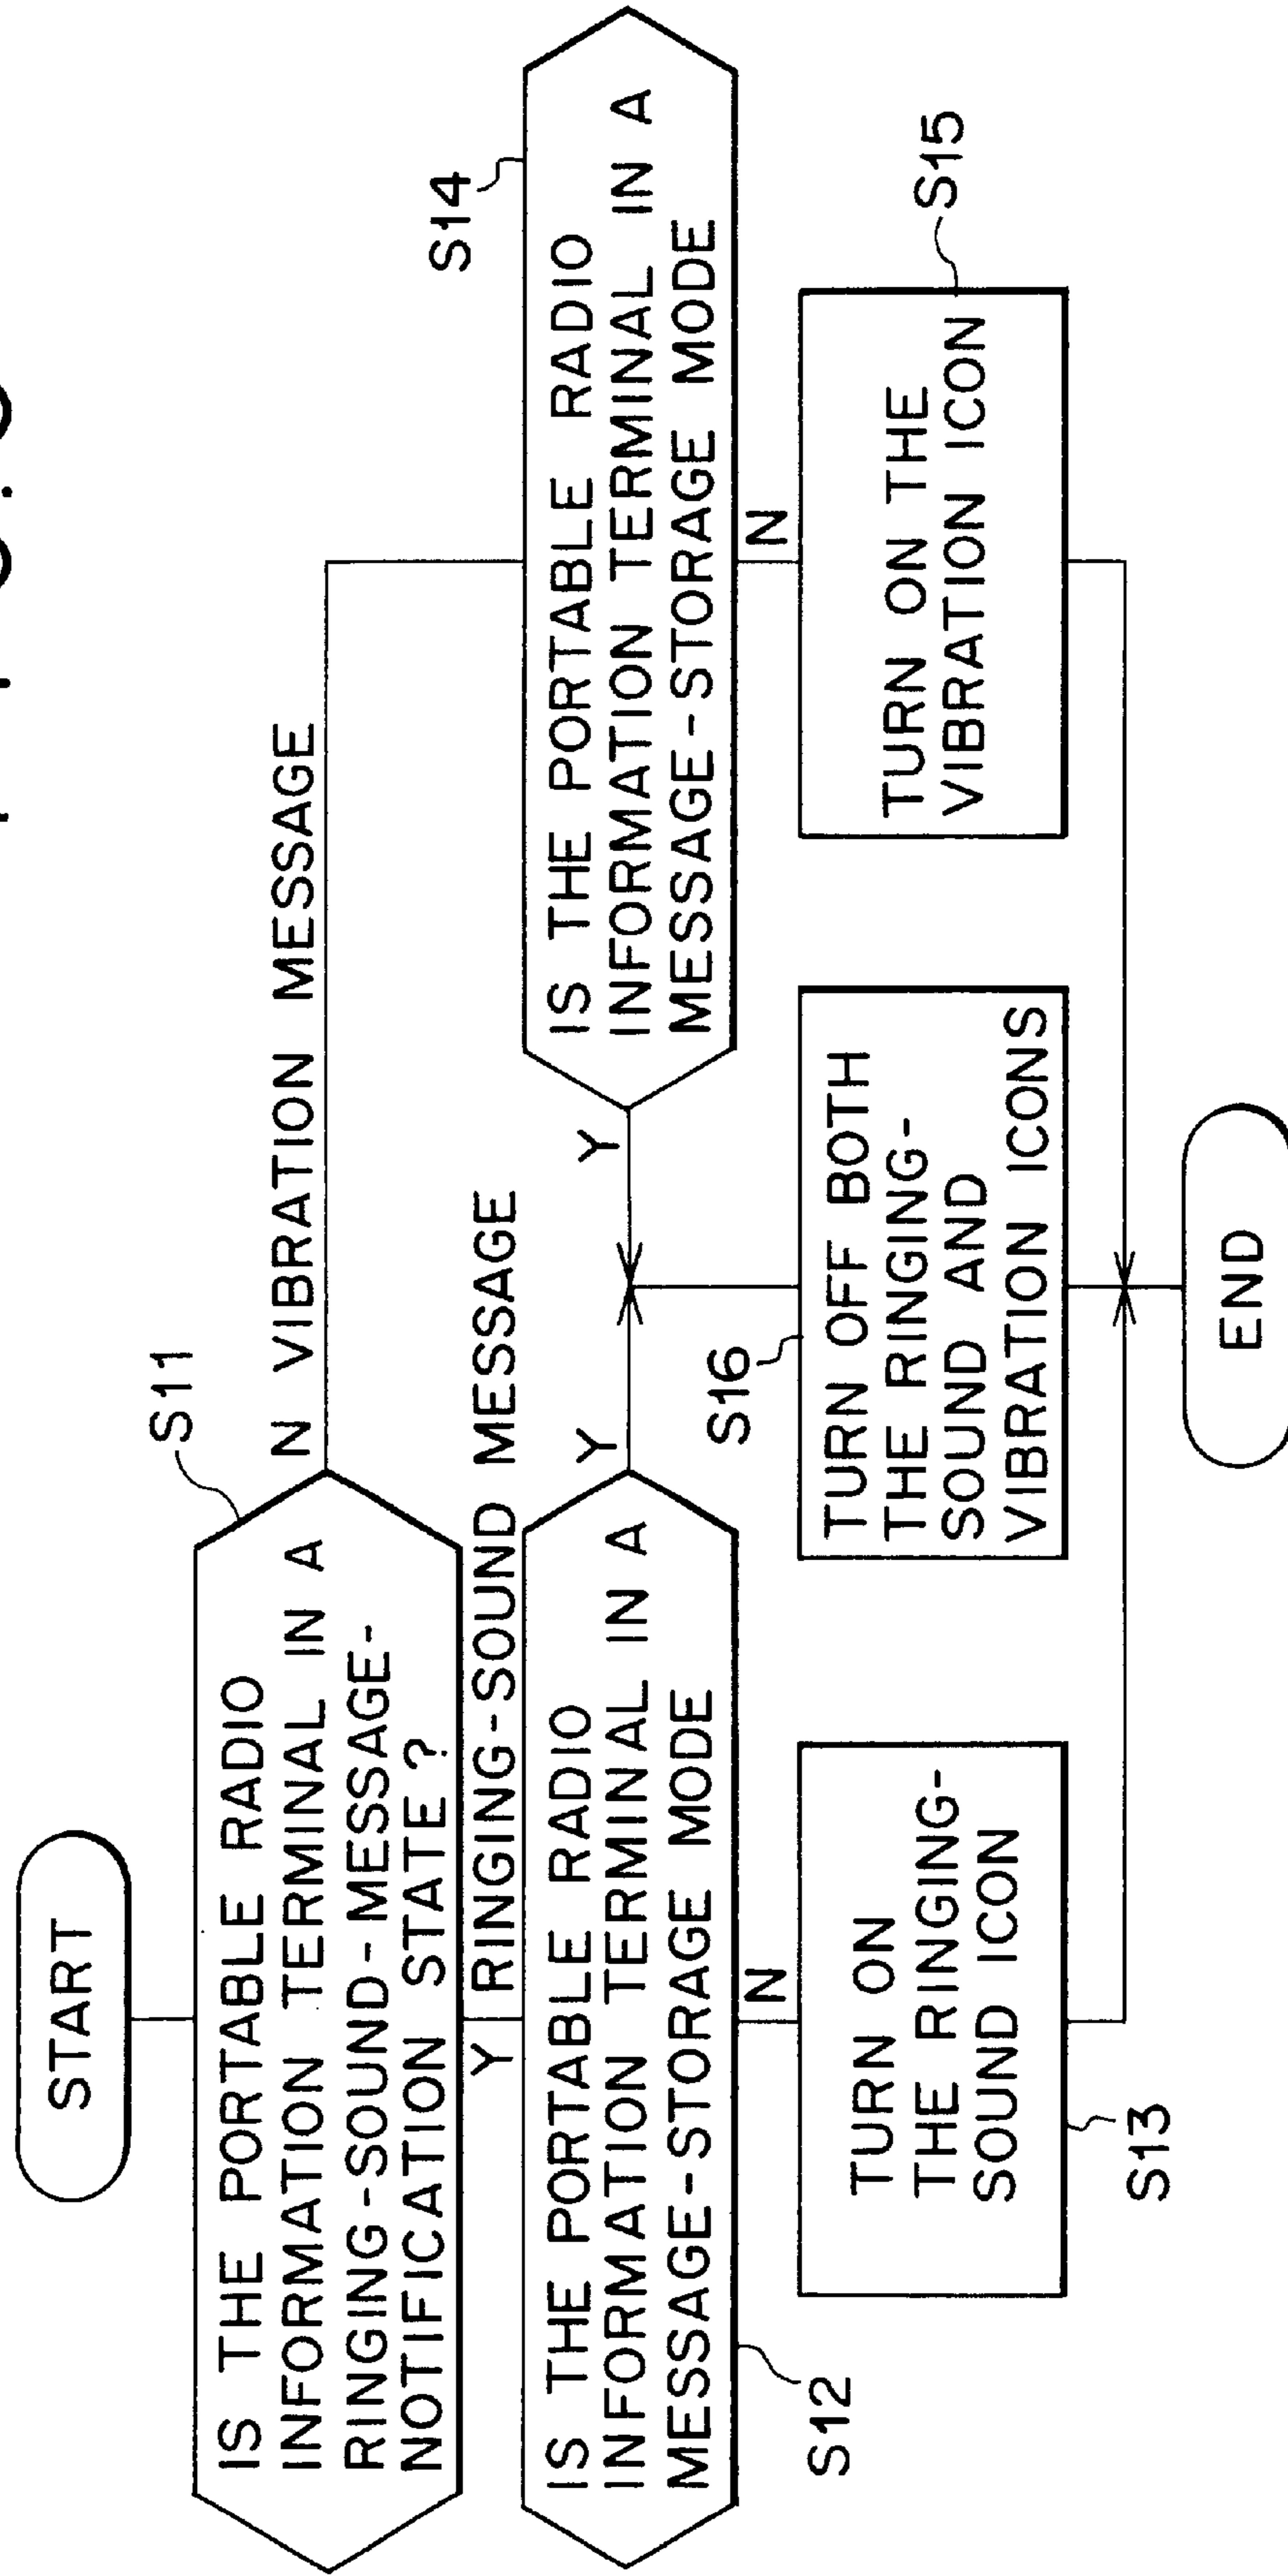 START
S11
IS THE PORTABLE RADIO
INFORMATION TERMINAL IN A
RINGING-SOUND-MESSAGE-
NOTIFICATION STATE?
N VIBRATION MESSAGE
Y RINGING-SOUND MESSAGE
S12
IS THE PORTABLE RADIO
INFORMATION TERMINAL IN A
MESSAGE-STORAGE MODE
Y
N
S14
IS THE PORTABLE RADIO
INFORMATION TERMINAL IN A
MESSAGE-STORAGE MODE
Y
N
S13
TURN ON
THE RINGING-
SOUND ICON
S16
TURN OFF BOTH
THE RINGING-
SOUND AND
VIBRATION ICONS
S15
TURN ON THE
VIBRATION ICON
END